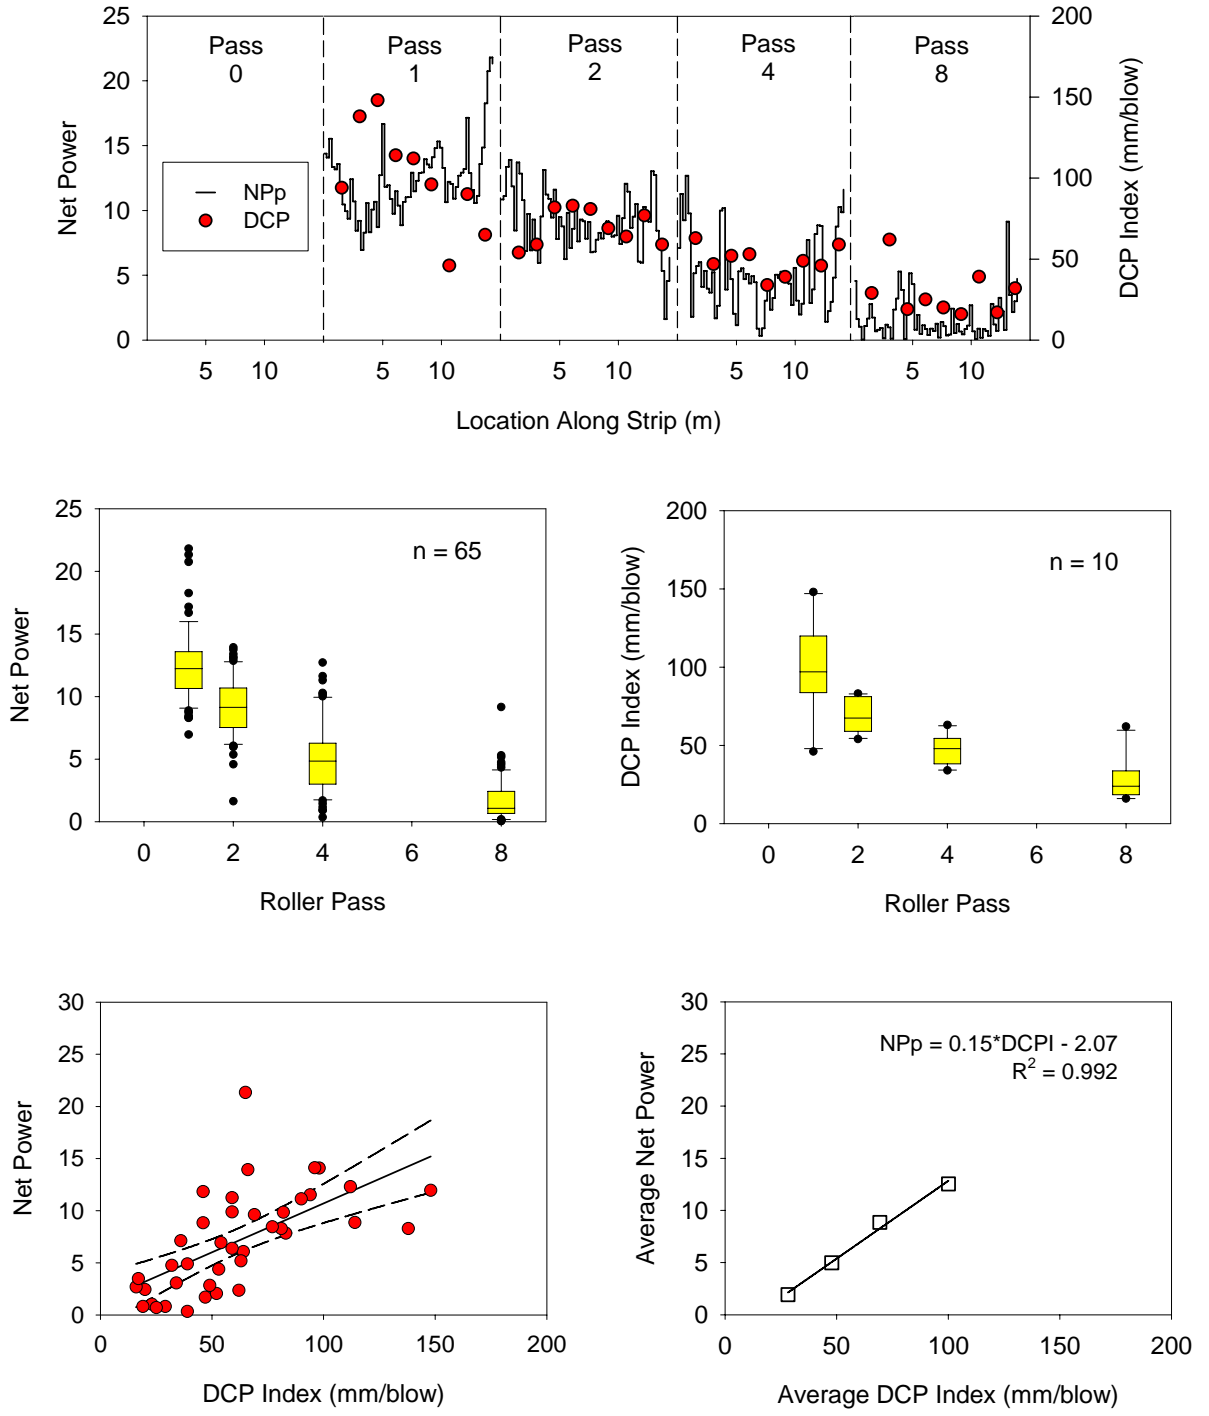 25
20
15
10
5
0
Net Power
Pass
0
Pass
1
Pass
2
Pass
4
Pass
8
NPp
DCP
200
150
100
50
0
DCP Index (mm/blow)
5 10 5 10 5 10 5 10 5 10
Location Along Strip (m)
25
20
15
10
5
0
Net Power
n = 65
0 2 4 6 8
Roller Pass
200
150
100
50
0
DCP Index (mm/blow)
n = 10
0 2 4 6 8
Roller Pass
30
25
20
15
10
5
0
Net Power
0 50 100 150 200
DCP Index (mm/blow)
30
25
20
15
10
5
0
Average Net Power
NPp = 0.15*DCPI - 2.07
R² = 0.992
0 50 100 150 200
Average DCP Index (mm/blow)